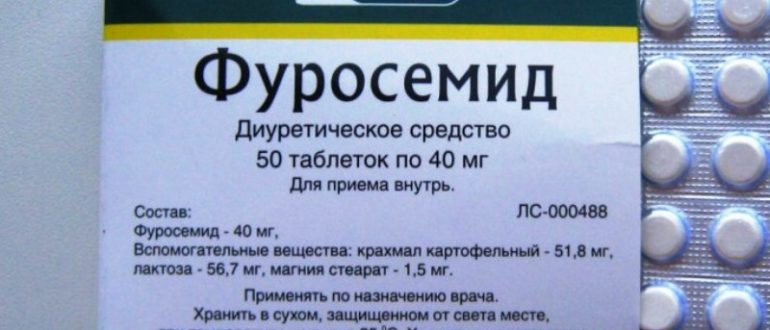 Фуросемид
Диуретическое средство
50 таблеток по 40 мг
Для приема внутрь.
Состав: ЛС-000488
Фуросемид - 40 мг,
Вспомогательные вещества: крахмал картофельный - 51,8 мг,
лактоза - 56,7 мг, магния стеарат - 1,5 мг.
Применять по назначению врача.
Хранить в сухом, защищенном от света месте,